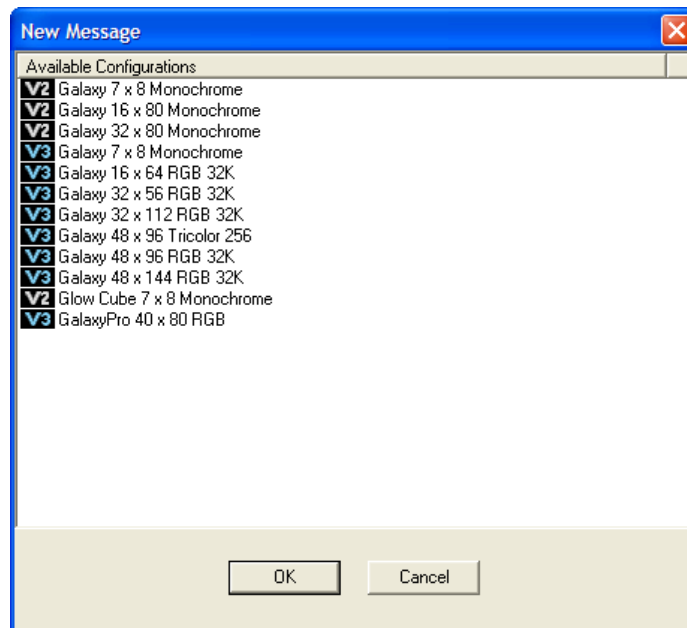 New Message
Available Configurations
V2 Galaxy 7 x 8 Monochrome
V2 Galaxy 16 x 80 Monochrome
V2 Galaxy 32 x 80 Monochrome
V3 Galaxy 7 x 8 Monochrome
V3 Galaxy 16 x 64 RGB 32K
V3 Galaxy 32 x 56 RGB 32K
V3 Galaxy 32 x 112 RGB 32K
V3 Galaxy 48 x 96 Tricolor 256
V3 Galaxy 48 x 96 RGB 32K
V3 Galaxy 48 x 144 RGB 32K
V2 Glow Cube 7 x 8 Monochrome
V3 GalaxyPro 40 x 80 RGB
OK Cancel